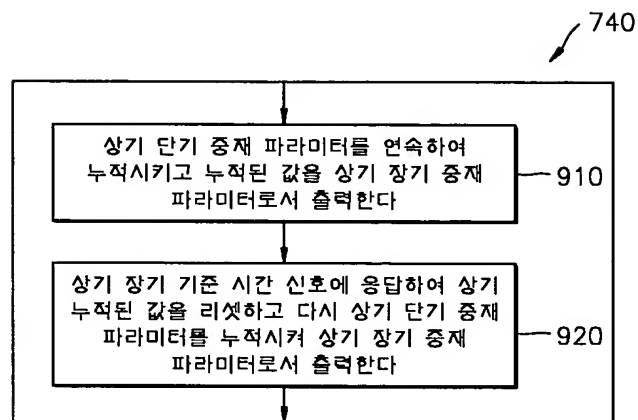 740
상기 단기 중재 파라미터를 연속하여
누적시키고 누적된 값을 상기 장기 중재
파라미터로서 출력한다
910
상기 장기 기준 시간 신호에 응답하여 상기
누적된 값을 리셋하고 다시 상기 단기 중재
파라미터를 누적시켜 상기 장기 중재
파라미터로서 출력한다
920